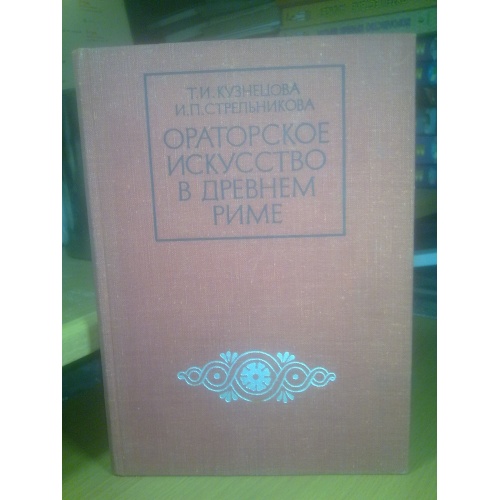 Т.И. КУЗНЕЦОВА
И.П. СТРЕЛЬНИКОВА
ОРАТОРСКОЕ
ИСКУССТВО
В ДРЕВНЕМ
РИМЕ